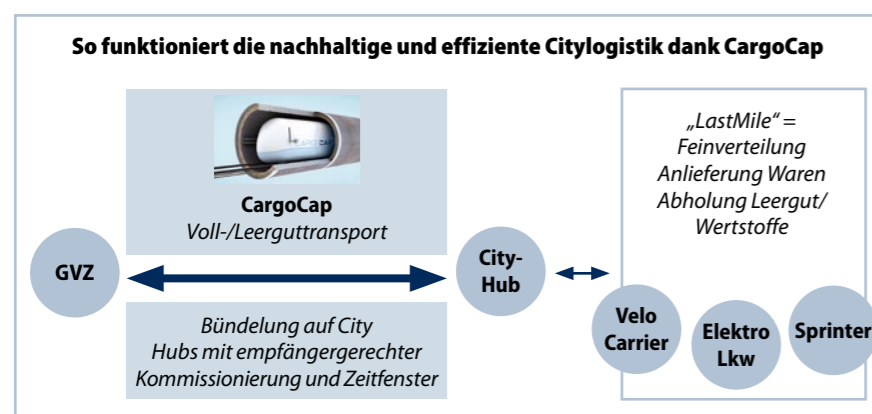 So funktioniert die nachhaltige und effiziente Citylogistik dank CargoCap
CargoCap
Voll-/Leerguttransport
GVZ
City-
Hub
Bündelung auf City
Hubs mit empfängergerechter
Kommissionierung und Zeitfenster
„LastMile“ =
Feinverteilung
Anlieferung Waren
Abholung Leergut/
Wertstoffe
Velo
Carrier
Elektro
Lkw
Sprinter